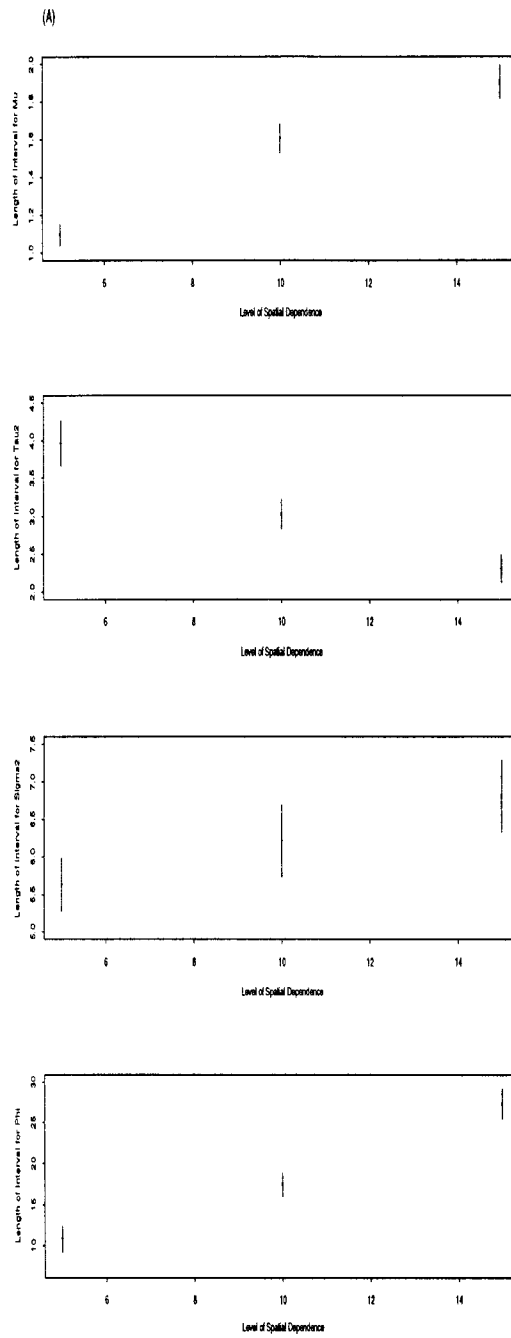 (A)
Length of Interval for Mu
2.0
1.8
1.6
1.4
1.2
1.0
6 8 10 12 14
Level of Spatial Dependence
Length of Interval for Tau2
4.5
4.0
3.5
3.0
2.5
2.0
6 8 10 12 14
Level of Spatial Dependence
Length of Interval for Sigma2
7.5
7.0
6.5
6.0
5.5
5.0
6 8 10 12 14
Level of Spatial Dependence
Length of Interval for Phi
30
25
20
15
10
6 8 10 12 14
Level of Spatial Dependence